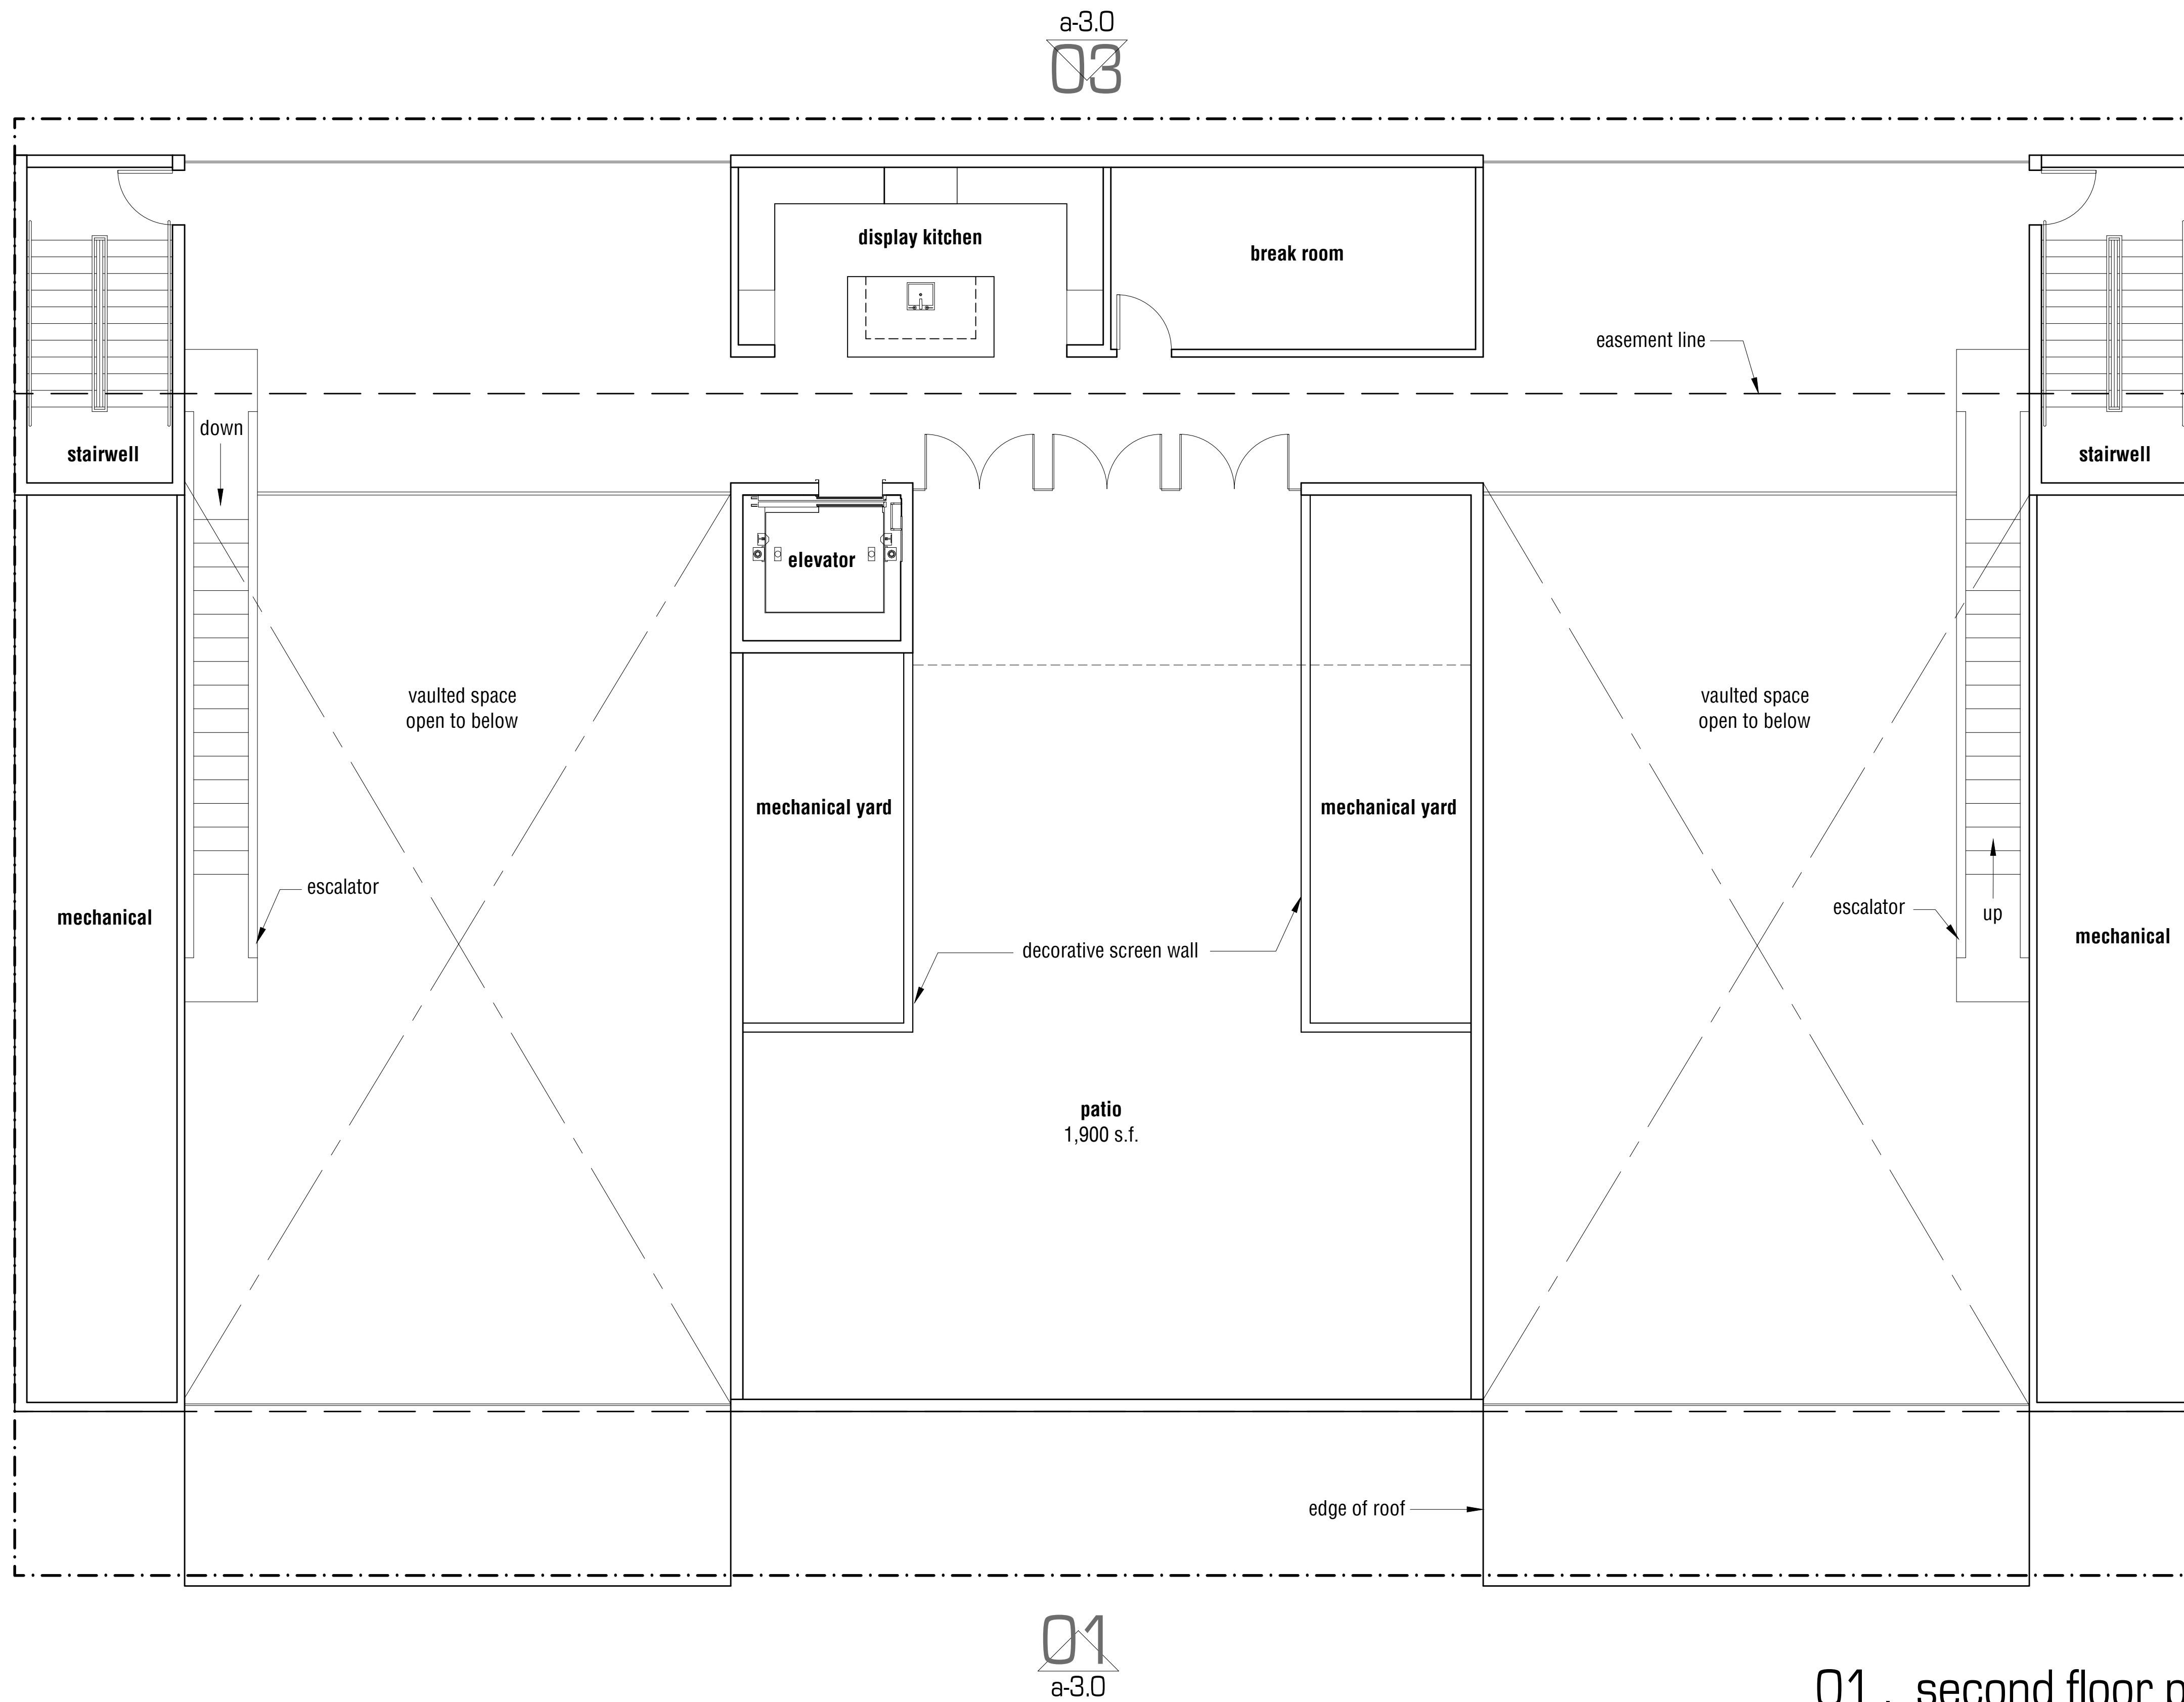 a-3.0
03
display kitchen
break room
easement line
down
stairwell
stairwell
elevator
vaulted space
open to below
vaulted space
open to below
mechanical yard
mechanical yard
escalator
mechanical
escalator
up
decorative screen wall
mechanical
patio
1,900 s.f.
edge of roof
01
a-3.0
01 . second floor